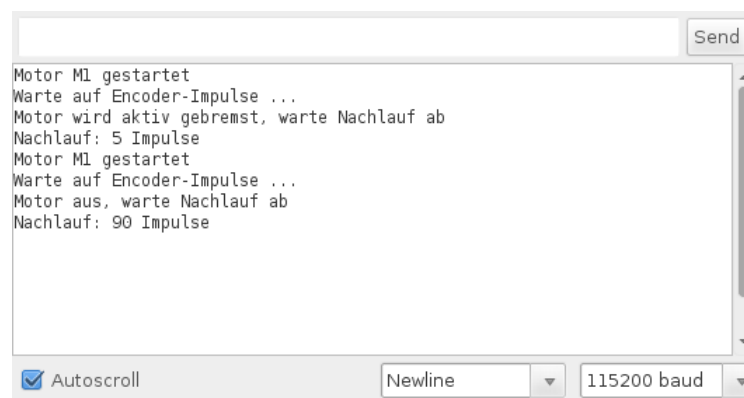 Send
Motor M1 gestartet
Warte auf Encoder-Impulse ...
Motor wird aktiv gebremst, warte Nachlauf ab
Nachlauf: 5 Impulse
Motor M1 gestartet
Warte auf Encoder-Impulse ...
Motor aus, warte Nachlauf ab
Nachlauf: 90 Impulse
Autoscroll
Newline
115200 baud